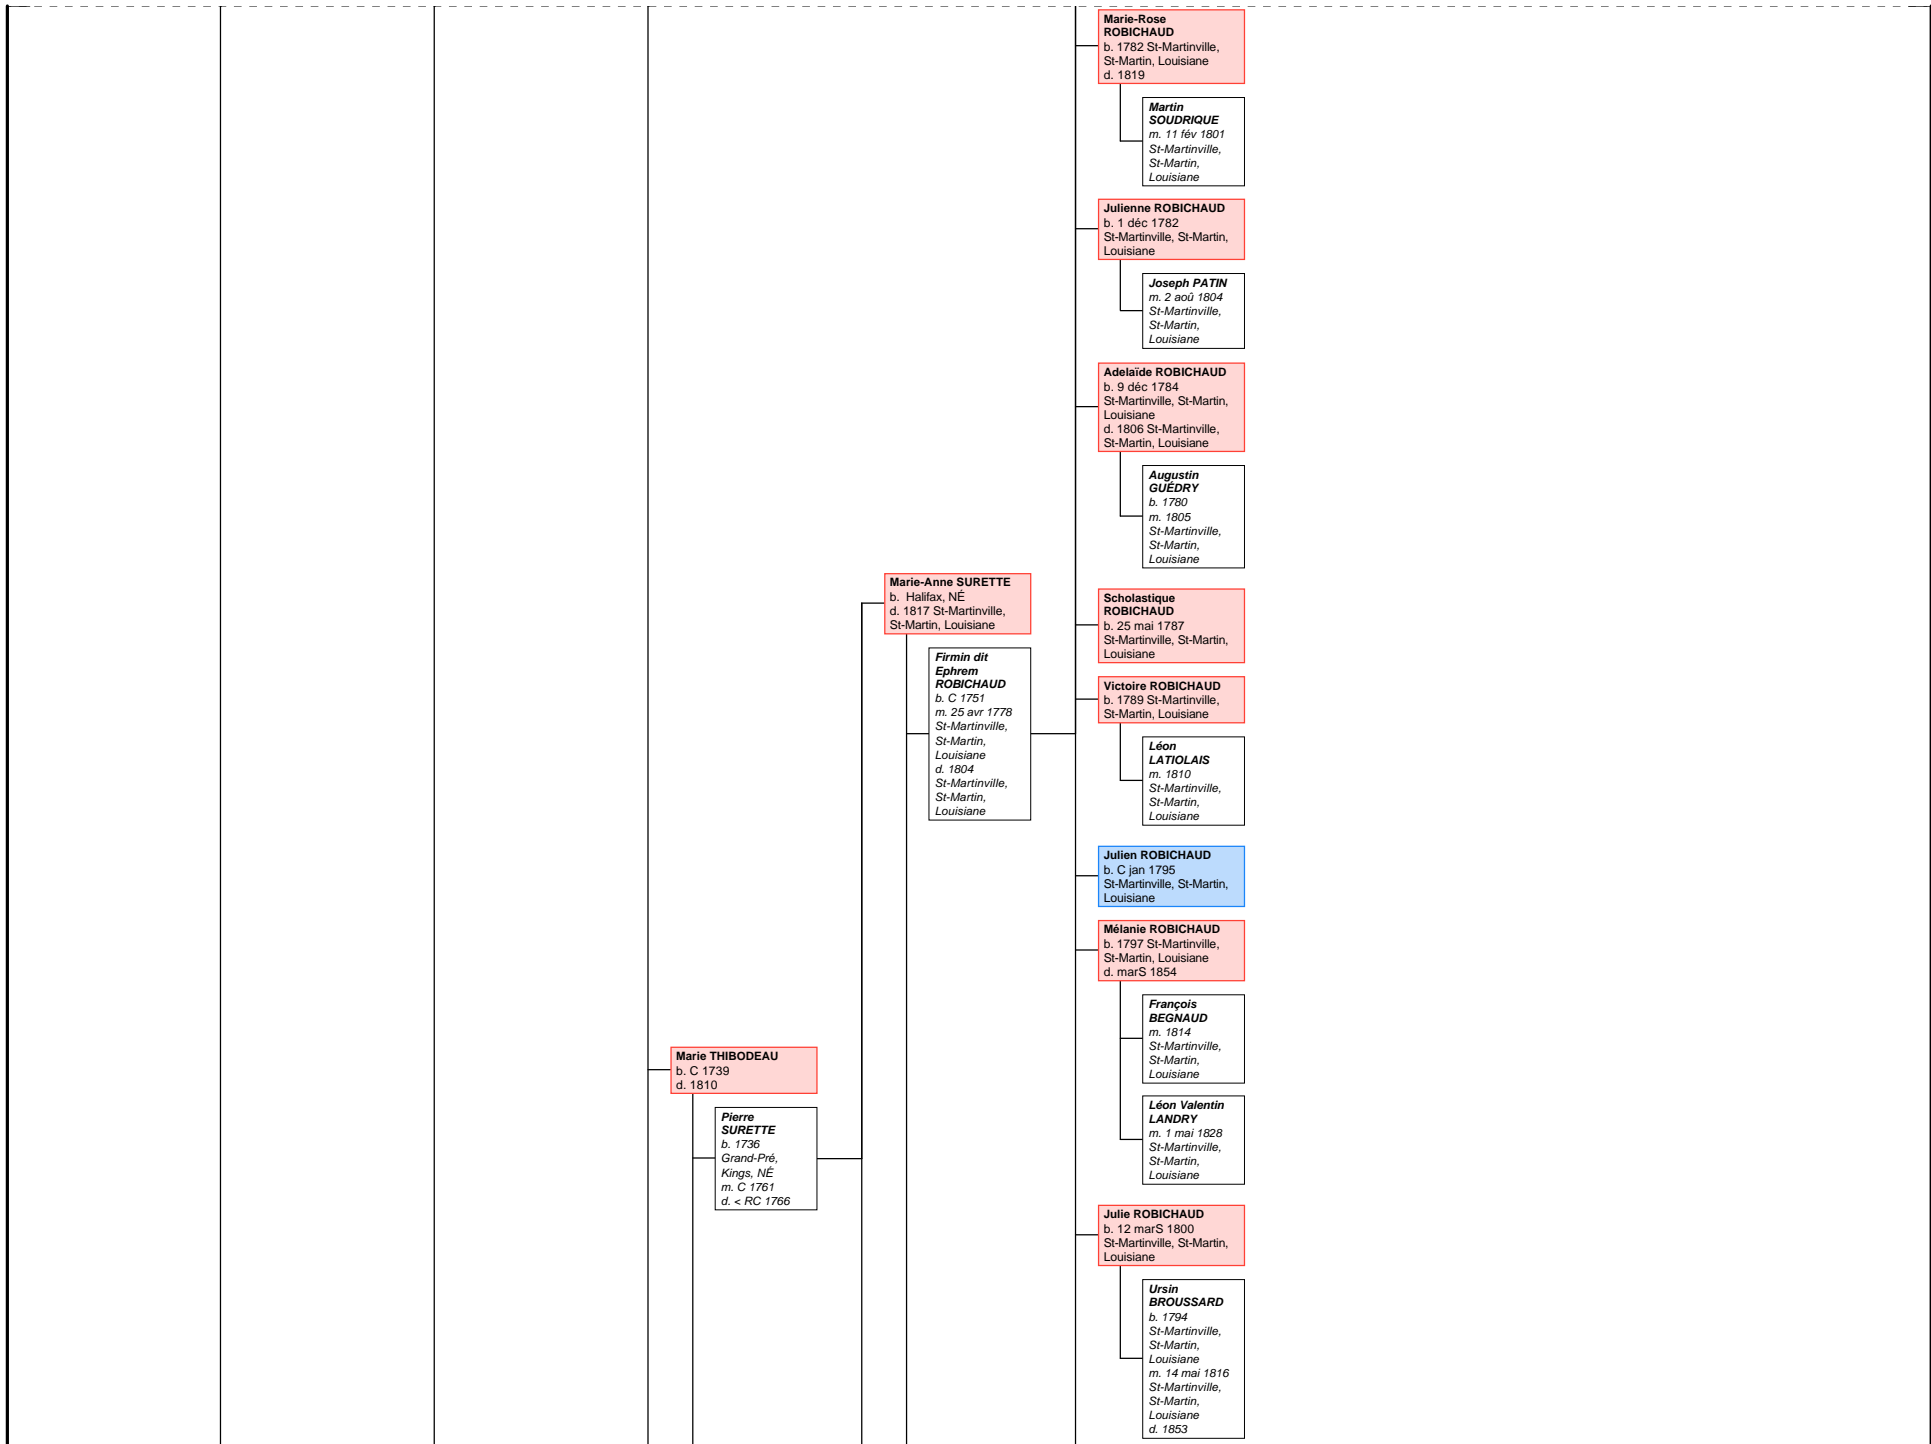 Marie-Rose
ROBICHAUD
b. 1782 St-Martinville,
St-Martin, Louisiane
d. 1819
Martin
SOUDRIQUE
m. 11 fév 1801
St-Martinville,
St-Martin,
Louisiane
Julienne ROBICHAUD
b. 1 déc 1782
St-Martinville, St-Martin,
Louisiane
Joseph PATIN
m. 2 aoû 1804
St-Martinville,
St-Martin,
Louisiane
Adelaïde ROBICHAUD
b. 9 déc 1784
St-Martinville, St-Martin,
Louisiane
d. 1806 St-Martinville,
St-Martin, Louisiane
Augustin
GUÉDRY
b. 1780
m. 1805
St-Martinville,
St-Martin,
Louisiane
Marie-Anne SURETTE
b.  Halifax, NÉ
d. 1817 St-Martinville,
St-Martin, Louisiane
Firmin dit
Ephrem
ROBICHAUD
b. C 1751
m. 25 avr 1778
St-Martinville,
St-Martin,
Louisiane
d. 1804
St-Martinville,
St-Martin,
Louisiane
Scholastique
ROBICHAUD
b. 25 mai 1787
St-Martinville, St-Martin,
Louisiane
Victoire ROBICHAUD
b. 1789 St-Martinville,
St-Martin, Louisiane
Léon
LATIOLAIS
m. 1810
St-Martinville,
St-Martin,
Louisiane
Julien ROBICHAUD
b. C jan 1795
St-Martinville, St-Martin,
Louisiane
Mélanie ROBICHAUD
b. 1797 St-Martinville,
St-Martin, Louisiane
d. marS 1854
François
BEGNAUD
m. 1814
St-Martinville,
St-Martin,
Louisiane
Marie THIBODEAU
b. C 1739
d. 1810
Pierre
SURETTE
b. 1736
Grand-Pré,
Kings, NÉ
m. C 1761
d. < RC 1766
Léon Valentin
LANDRY
m. 1 mai 1828
St-Martinville,
St-Martin,
Louisiane
Julie ROBICHAUD
b. 12 marS 1800
St-Martinville, St-Martin,
Louisiane
Ursin
BROUSSARD
b. 1794
St-Martinville,
St-Martin,
Louisiane
m. 14 mai 1816
St-Martinville,
St-Martin,
Louisiane
d. 1853